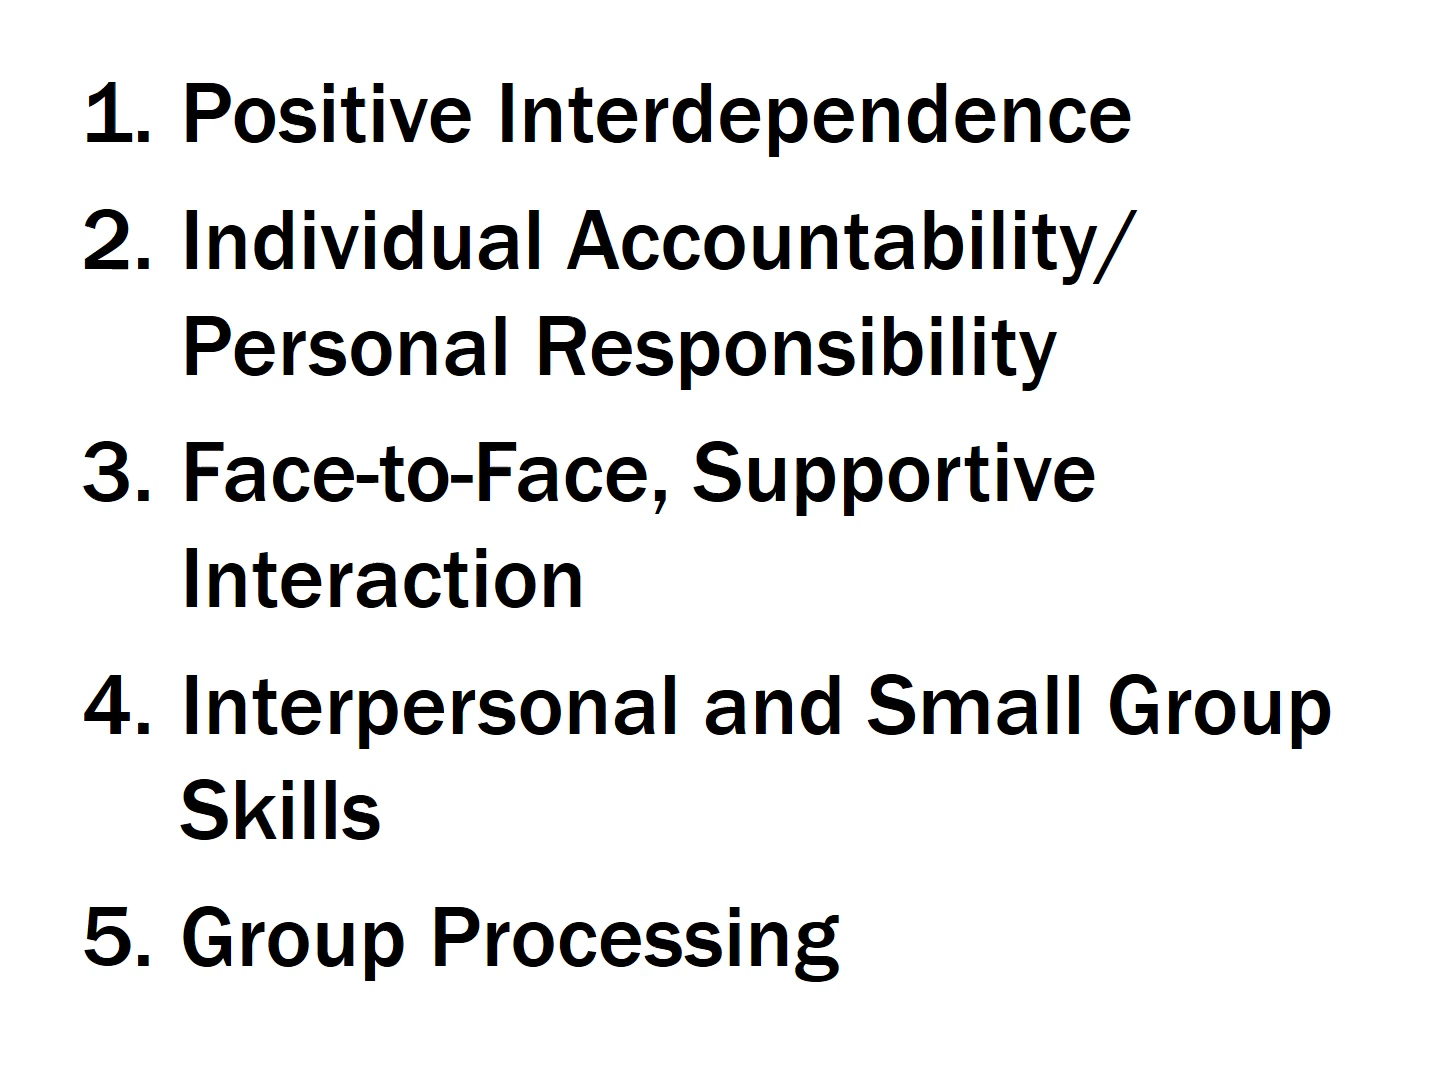 1. Positive Interdependence
2. Individual Accountability/
Personal Responsibility
3. Face-to-Face, Supportive
Interaction
4. Interpersonal and Small Group
Skills
5. Group Processing